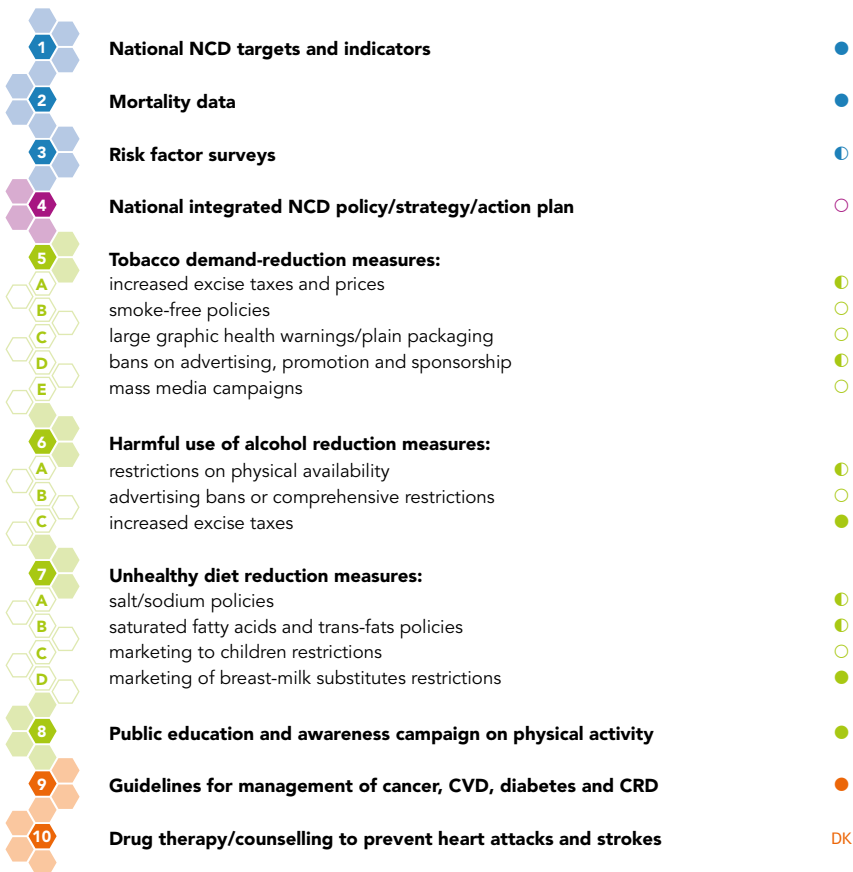 1 National NCD targets and indicators ●
2 Mortality data ●
3 Risk factor surveys ◐
4 National integrated NCD policy/strategy/action plan ○
5 Tobacco demand-reduction measures:
A increased excise taxes and prices ◐
B smoke-free policies ○
C large graphic health warnings/plain packaging ○
D bans on advertising, promotion and sponsorship ◐
E mass media campaigns ○
6 Harmful use of alcohol reduction measures:
A restrictions on physical availability ◐
B advertising bans or comprehensive restrictions ○
C increased excise taxes ●
7 Unhealthy diet reduction measures:
A salt/sodium policies ◐
B saturated fatty acids and trans-fats policies ◐
C marketing to children restrictions ○
D marketing of breast-milk substitutes restrictions ●
8 Public education and awareness campaign on physical activity ●
9 Guidelines for management of cancer, CVD, diabetes and CRD ●
10 Drug therapy/counselling to prevent heart attacks and strokes DK